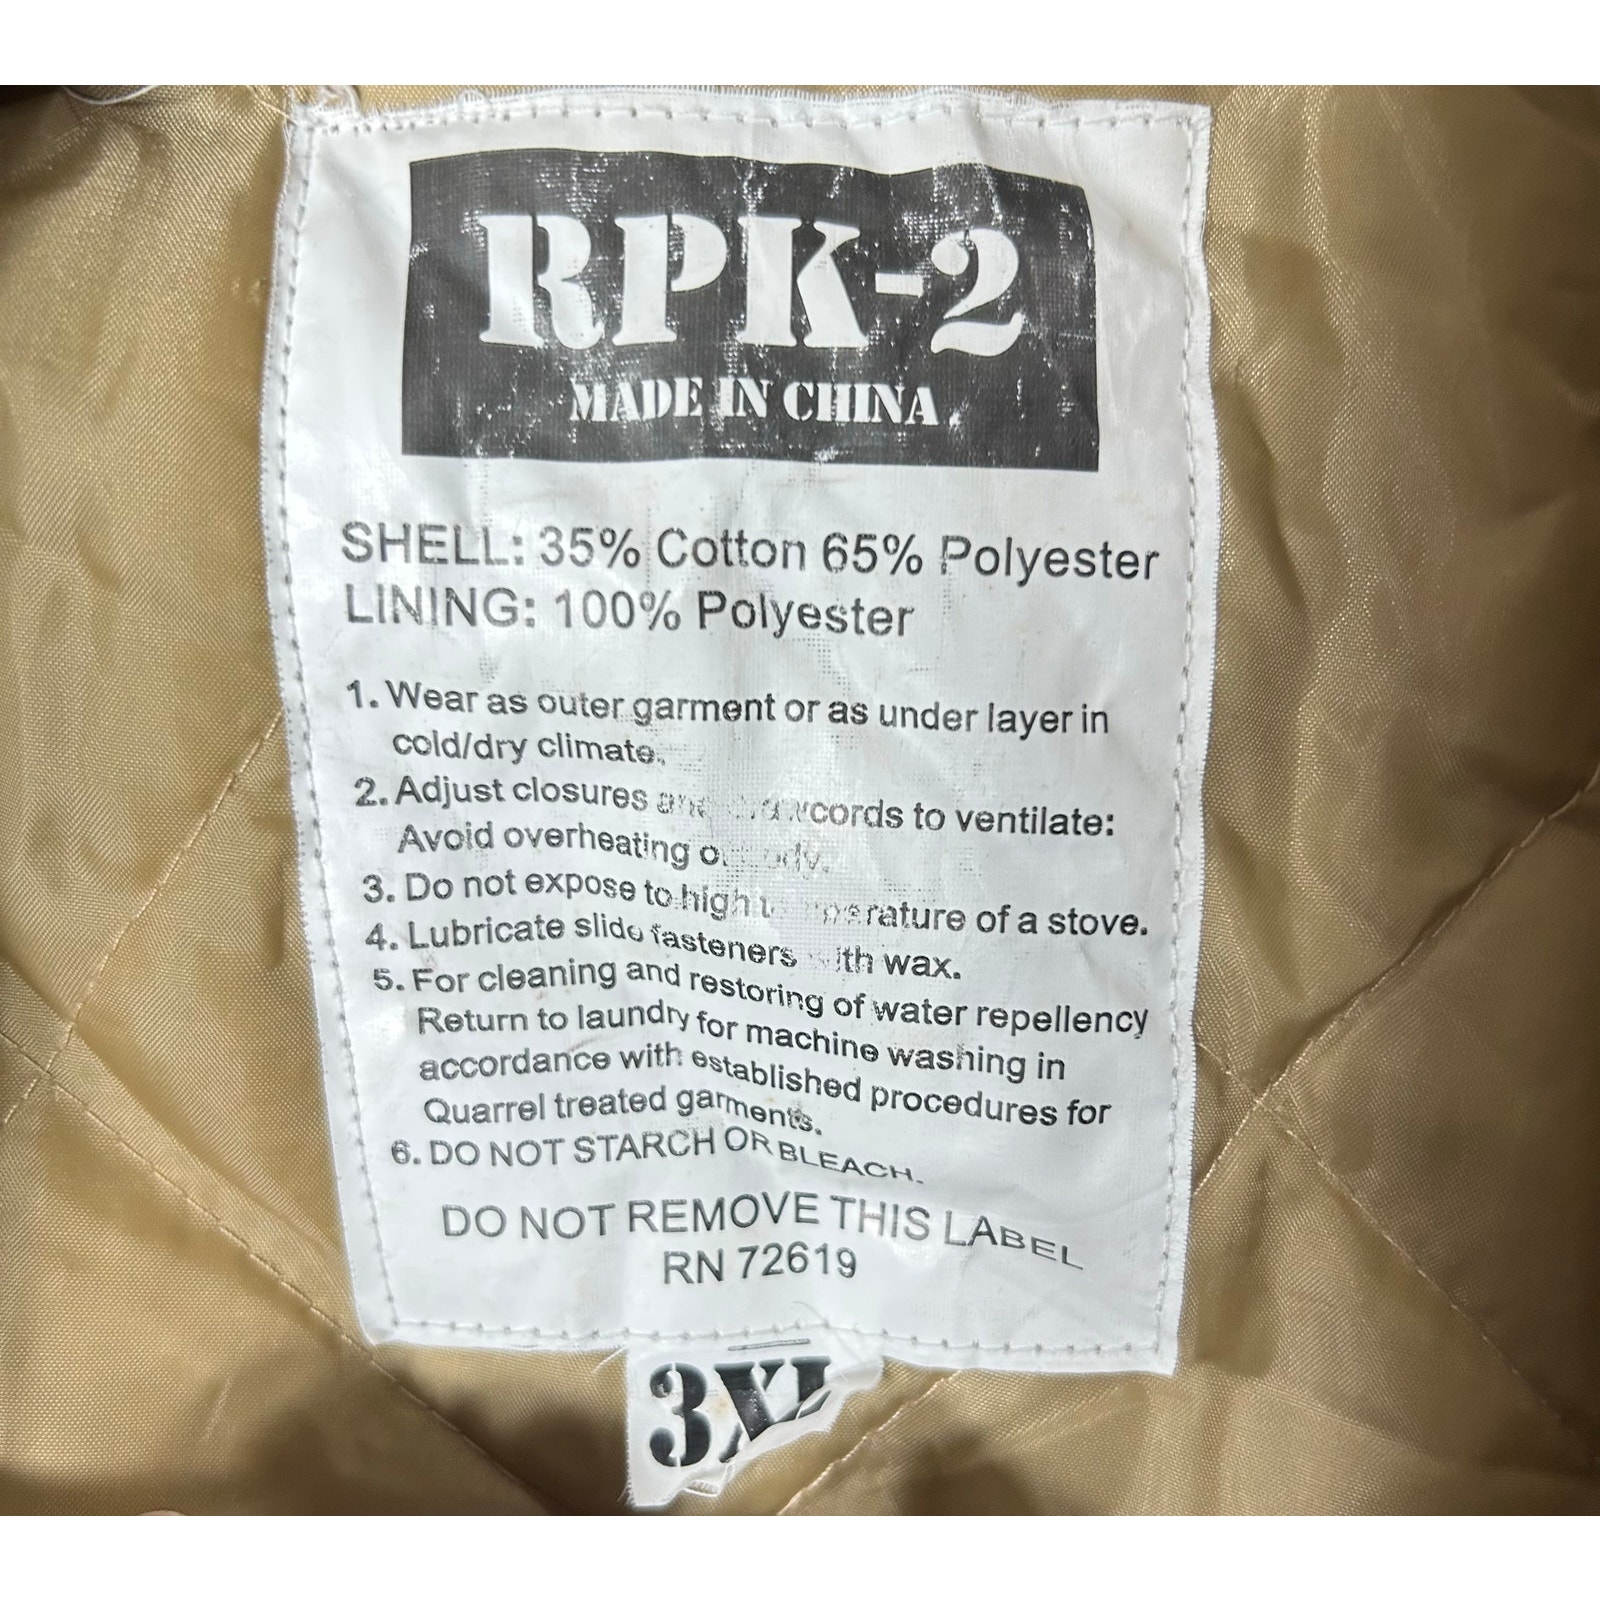 RPK-2
MADE IN CHINA
SHELL: 35% Cotton 65% Polyester
LINING: 100% Polyester
1. Wear as outer garment or as under layer in
cold/dry climate.
2. Adjust closures to ventilate:
Avoid overheating
3. Do not expose to high temperature of a stove.
4. Lubricate slide fasteners with wax.
5. For cleaning and restoring of water repellency
Return to laundry for machine washing in
accordance with established procedures for
Quarrel treated garments.
6. DO NOT STARCH OR BLEACH.
DO NOT REMOVE THIS LABEL
RN 72619
3XL